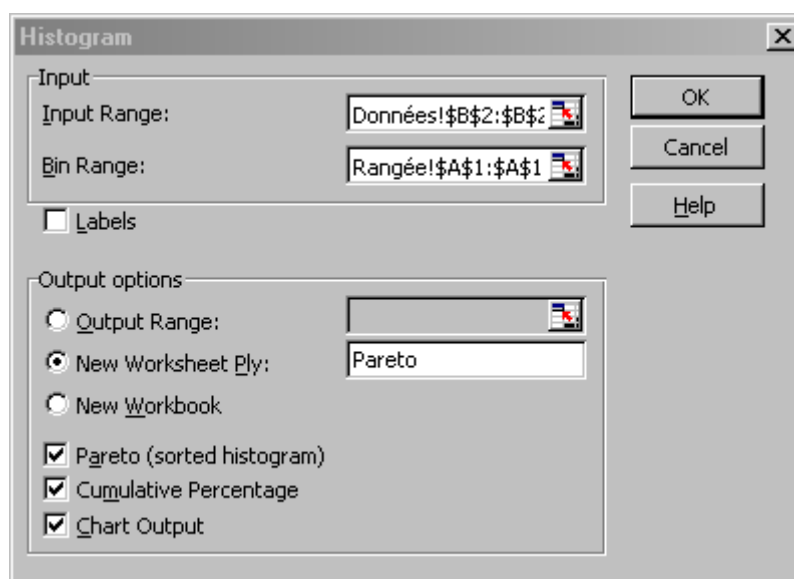 Histogram
Input
Input Range: Données!$B$2:$B$2
Bin Range: Rangée!$A$1:$A$1
Labels
OK
Cancel
Help
Output options
Output Range:
New Worksheet Ply: Pareto
New Workbook
Pareto (sorted histogram)
Cumulative Percentage
Chart Output